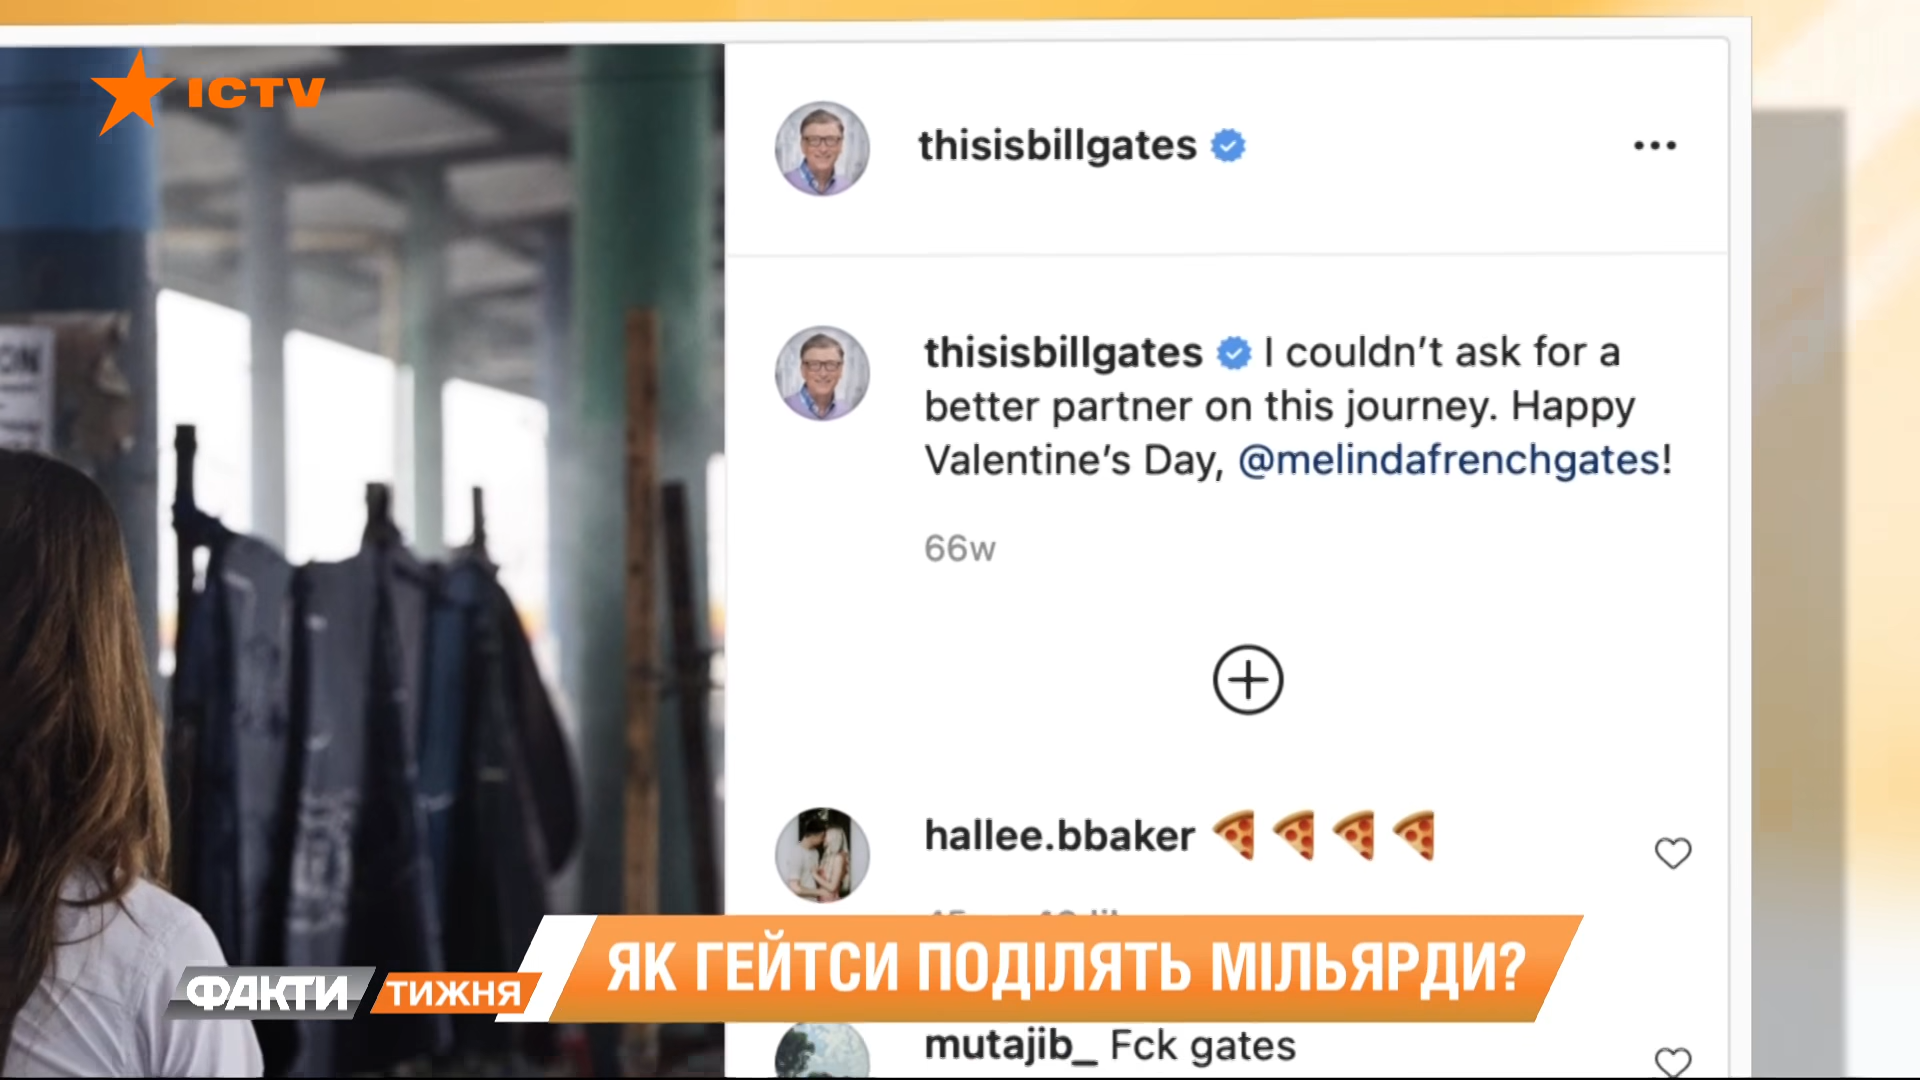 ICTV
ON
thisisbillgates
thisisbillgates I couldn’t ask for a
better partner on this journey. Happy
Valentine’s Day, @melindafrenchgates!
66w
hallee.bbaker 🍕🍕🍕🍕
ЯК ГЕЙТСИ ПОДІЛЯТЬ МІЛЬЯРДИ?
ФАКТИ ТИЖНЯ
mutajib_ Fck gates